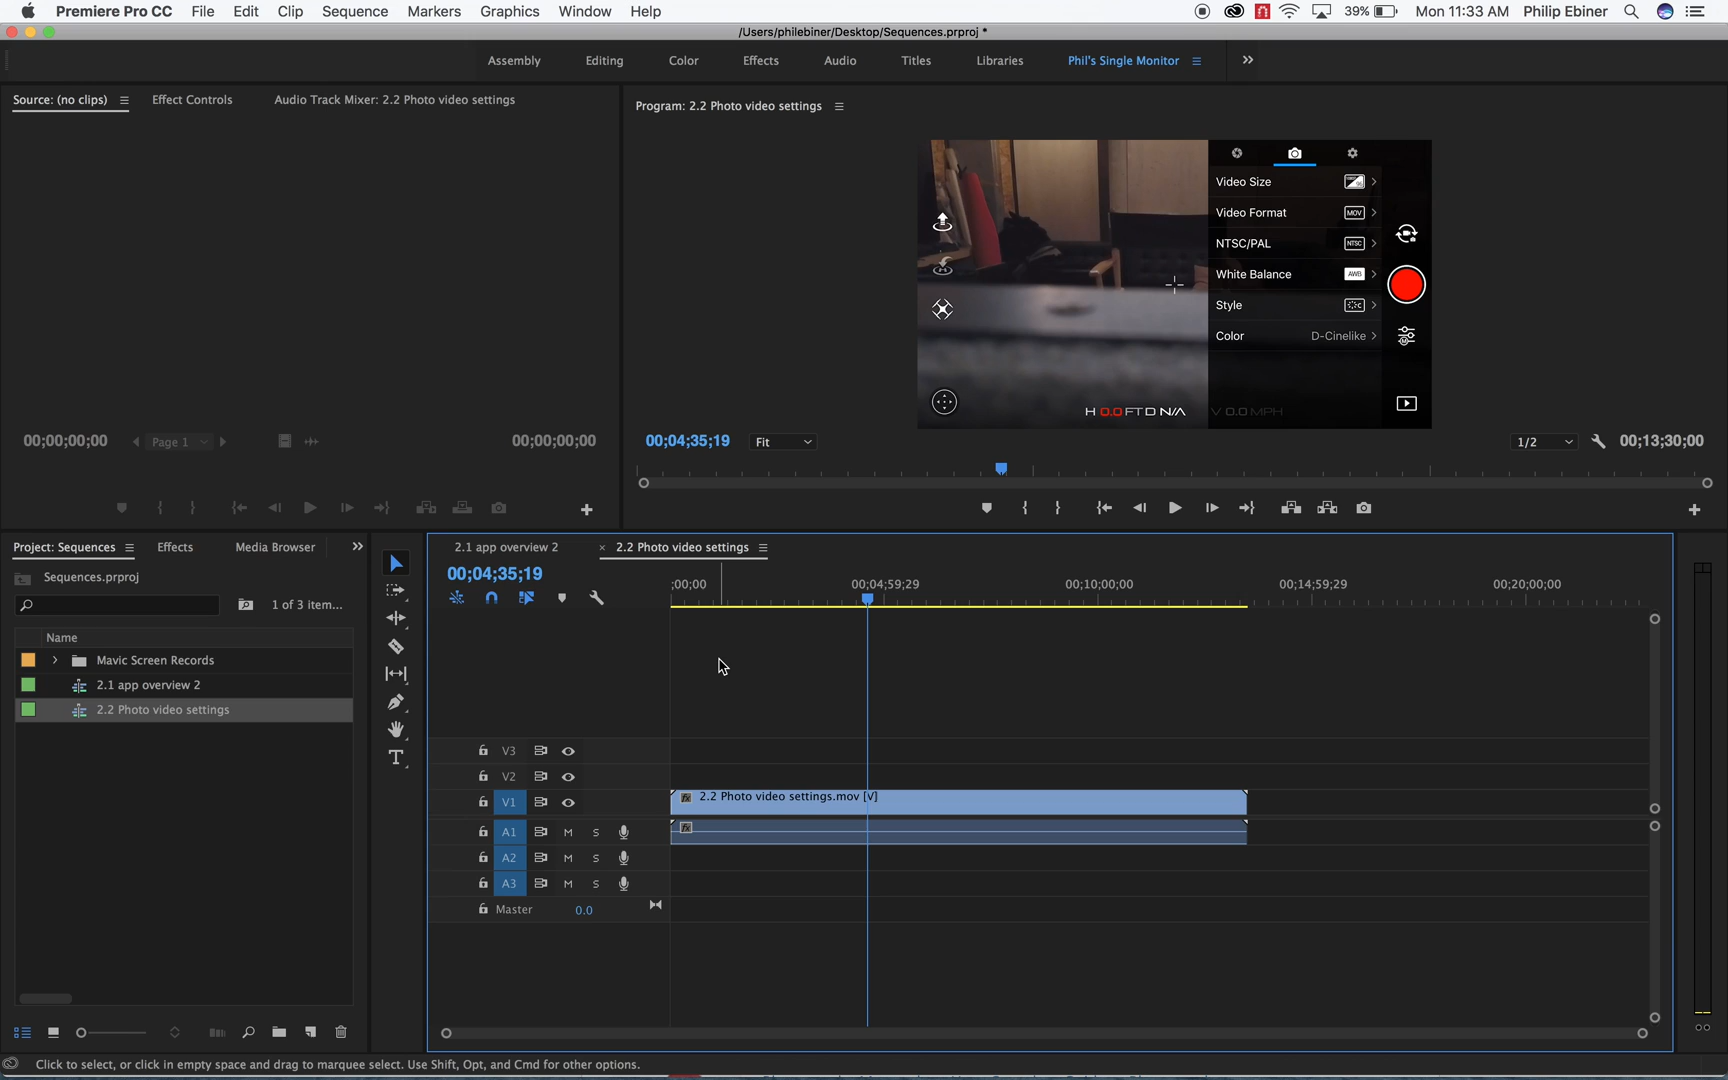 Premiere Pro CC File Edit Clip Sequence Markers Graphics Window Help 39% Mon 11:33 AM Philip Ebiner
/Users/philebiner/Desktop/Sequences.prproj *
Assembly Editing Color Effects Audio Titles Libraries Phil's Single Monitor
Source: (no clips) Effect Controls Audio Track Mixer: 2.2 Photo video settings
Program: 2.2 Photo video settings
Video Size
Video Format MOV
NTSC/PAL NTSC
White Balance AWB
Style
Color D-Cinelike
H 0.0 FT D N/A V 0.0 MPH
00;00;00;00 Page 1 00;00;00;00
00;04;35;19 Fit 1/2 00;13;30;00
Project: Sequences Effects Media Browser
Sequences.prproj
1 of 3 item...
Name
Mavic Screen Records
2.1 app overview 2
2.2 Photo video settings
2.1 app overview 2 × 2.2 Photo video settings
00;04;35;19
;00;00 00;04;59;29 00;10;00;00 00;14;59;29 00;20;00;00
V3
V2
V1 fx 2.2 Photo video settings.mov [V]
A1 M S fx
A2 M S
A3 M S
Master 0.0
T
Click to select, or click in empty space and drag to marquee select. Use Shift, Opt, and Cmd for other options.